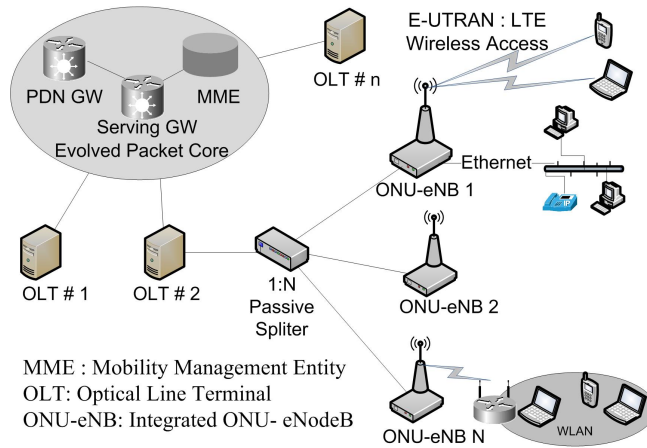 E-UTRAN : LTE
Wireless Access
OLT # n
PDN GW
MME
Serving GW
Evolved Packet Core
Ethernet
ONU-eNB 1
IP
OLT # 1
OLT # 2
1:N
Passive
Spliter
ONU-eNB 2
MME : Mobility Management Entity
OLT: Optical Line Terminal
ONU-eNB: Integrated ONU- eNodeB
ONU-eNB N
WLAN